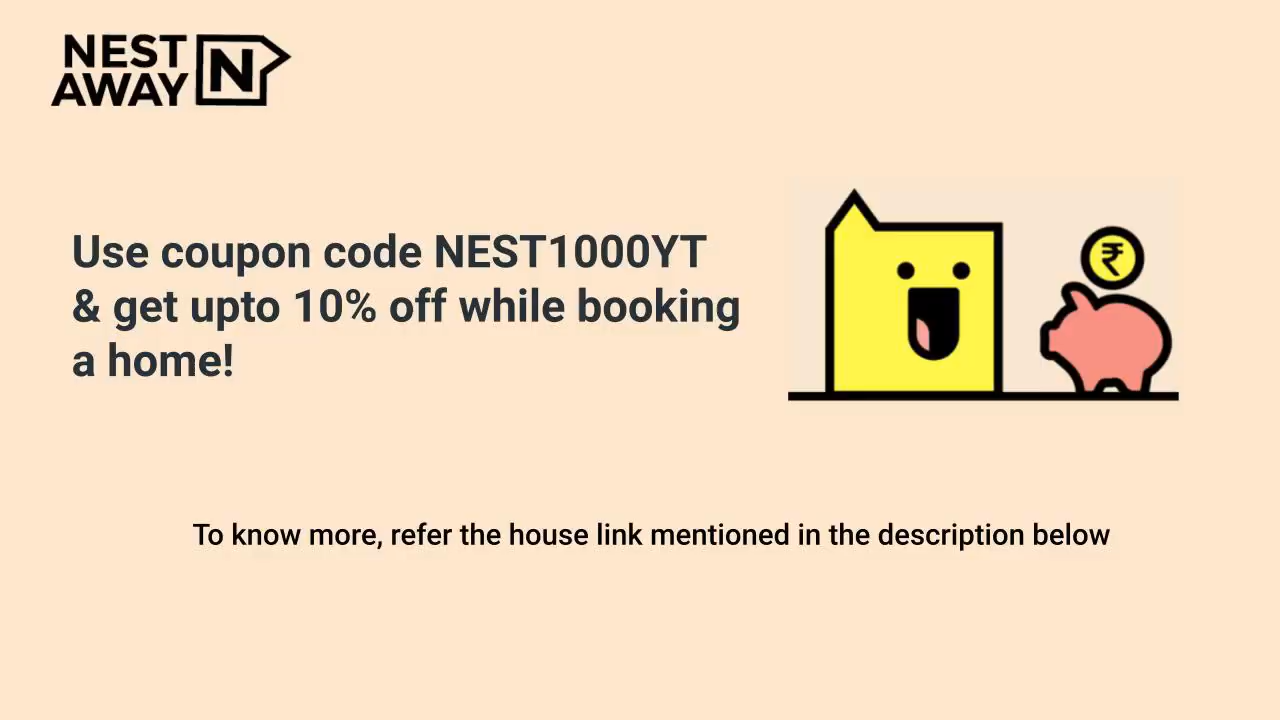 NEST
AWAY N
Use coupon code NEST1000YT
& get upto 10% off while booking
a home!
₹
To know more, refer the house link mentioned in the description below